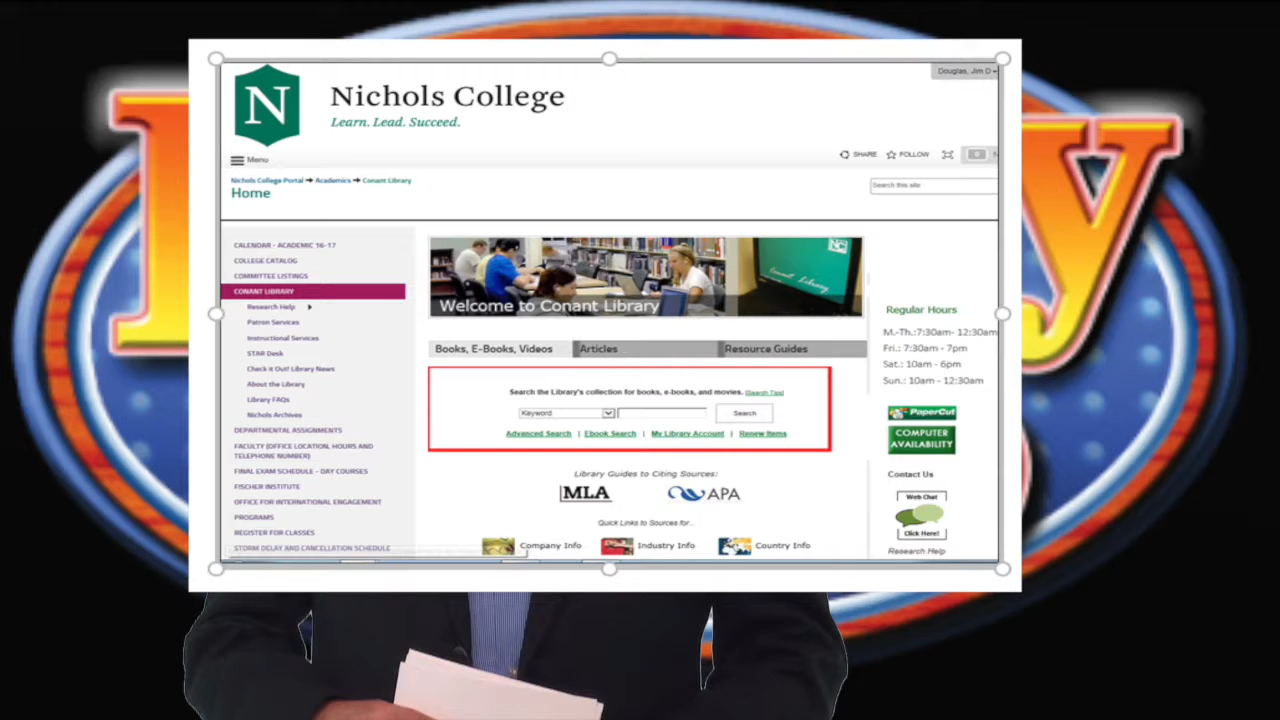 N
Nichols College
Learn. Lead. Succeed.
Douglas, Jim D
Menu
SHARE
FOLLOW
Nichols College Portal → Academics → Conant Library
Home
Search this site
CALENDAR - ACADEMIC 16-17
COLLEGE CATALOG
COMMITTEE LISTINGS
CONANT LIBRARY
Research Help
Patron Services
Instructional Services
STAR Desk
Check it Out! Library News
About the Library
Library FAQs
Nichols Archives
DEPARTMENTAL ASSIGNMENTS
FACULTY (OFFICE LOCATION, HOURS AND
TELEPHONE NUMBER)
FINAL EXAM SCHEDULE - DAY COURSES
FISCHER INSTITUTE
OFFICE FOR INTERNATIONAL ENGAGEMENT
PROGRAMS
REGISTER FOR CLASSES
STORM DELAY AND CANCELLATION SCHEDULE
Conant Library
Welcome to Conant Library
Books, E-Books, Videos
Articles
Resource Guides
Search the Library's collection for books, e-books, and movies. (Search Tips)
Keyword
Search
Advanced Search | Ebook Search | My Library Account | Renew Items
Library Guides to Citing Sources:
MLA
APA
Quick Links to Sources for...
Company Info
Industry Info
Country Info
Regular Hours
M.-Th.:7:30am- 12:30am
Fri.: 7:30am - 7pm
Sat.: 10am - 6pm
Sun.: 10am - 12:30am
PaperCut
COMPUTER
AVAILABILITY
Contact Us
Web Chat
Click Here!
Research Help